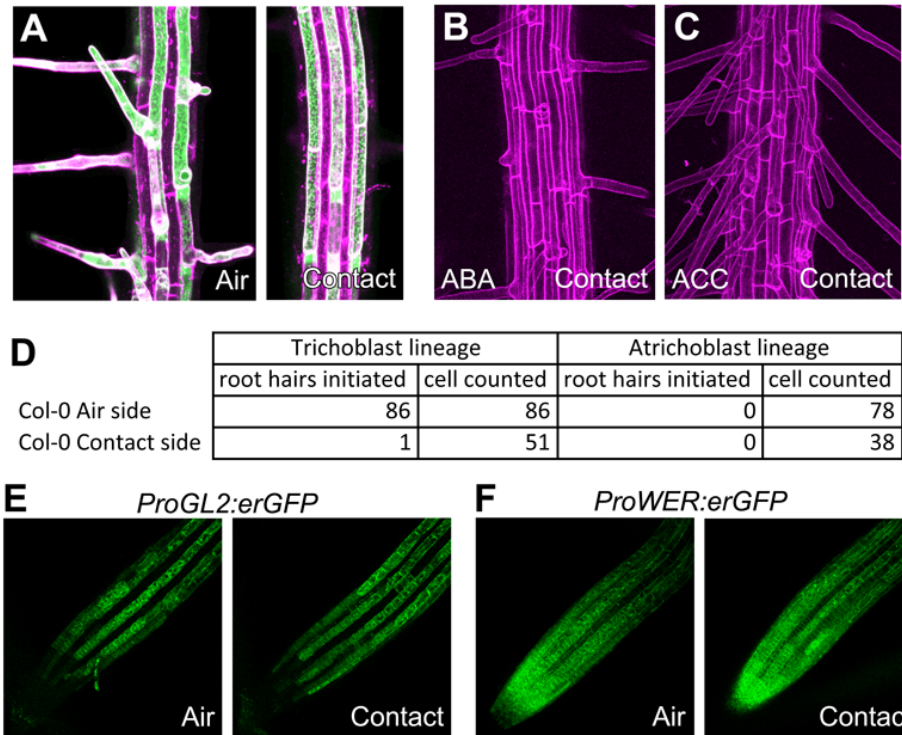 A
Air
Contact
B
ABA
Contact
C
ACC
Contact
D
Trichoblast lineage
Atrichoblast lineage
root hairs initiated
cell counted
root hairs initiated
cell counted
Col-0 Air side
86
86
0
78
Col-0 Contact side
1
51
0
38
E
ProGL2:erGFP
Air
Contact
F
ProWER:erGFP
Air
Contac